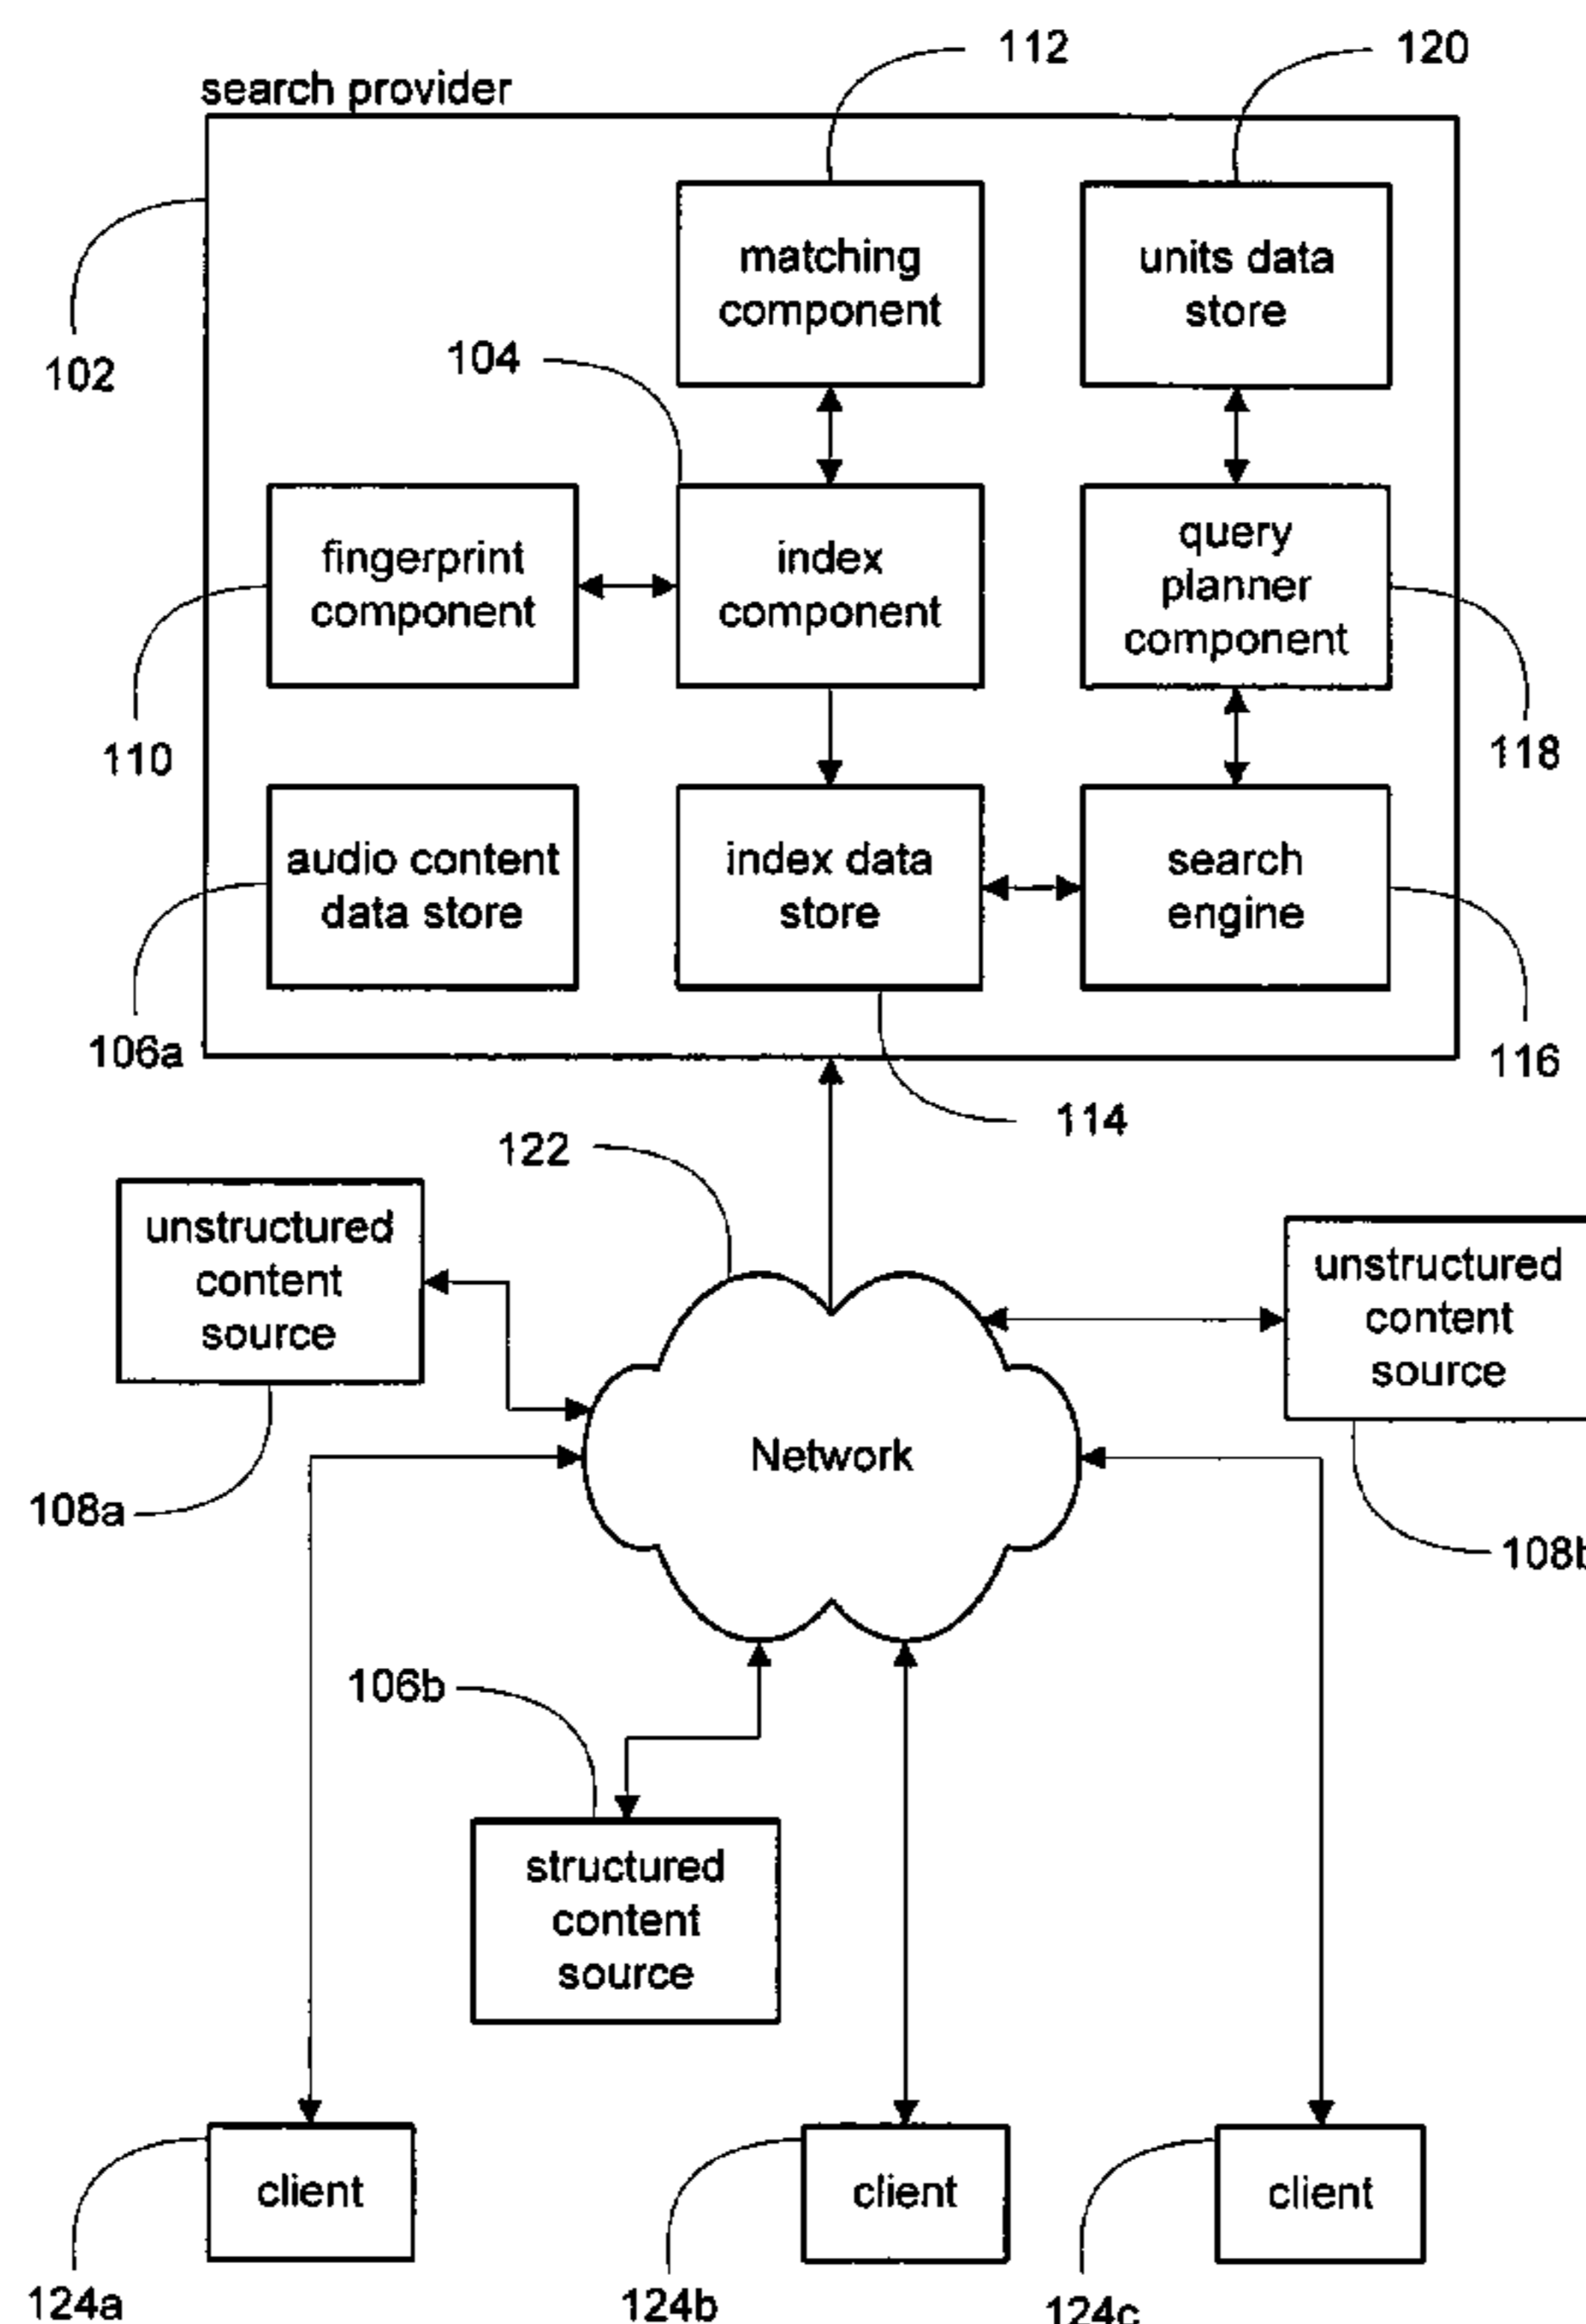 112
120
search provider
matching
component
units data
store
102
104
fingerprint
component
index
component
query
planner
component
110
118
audio content
data store
index data
store
search
engine
106a
116
114
122
unstructured
content
source
unstructured
content
source
Network
108a
108b
106b
structured
content
source
client
client
client
124a
124b
124c